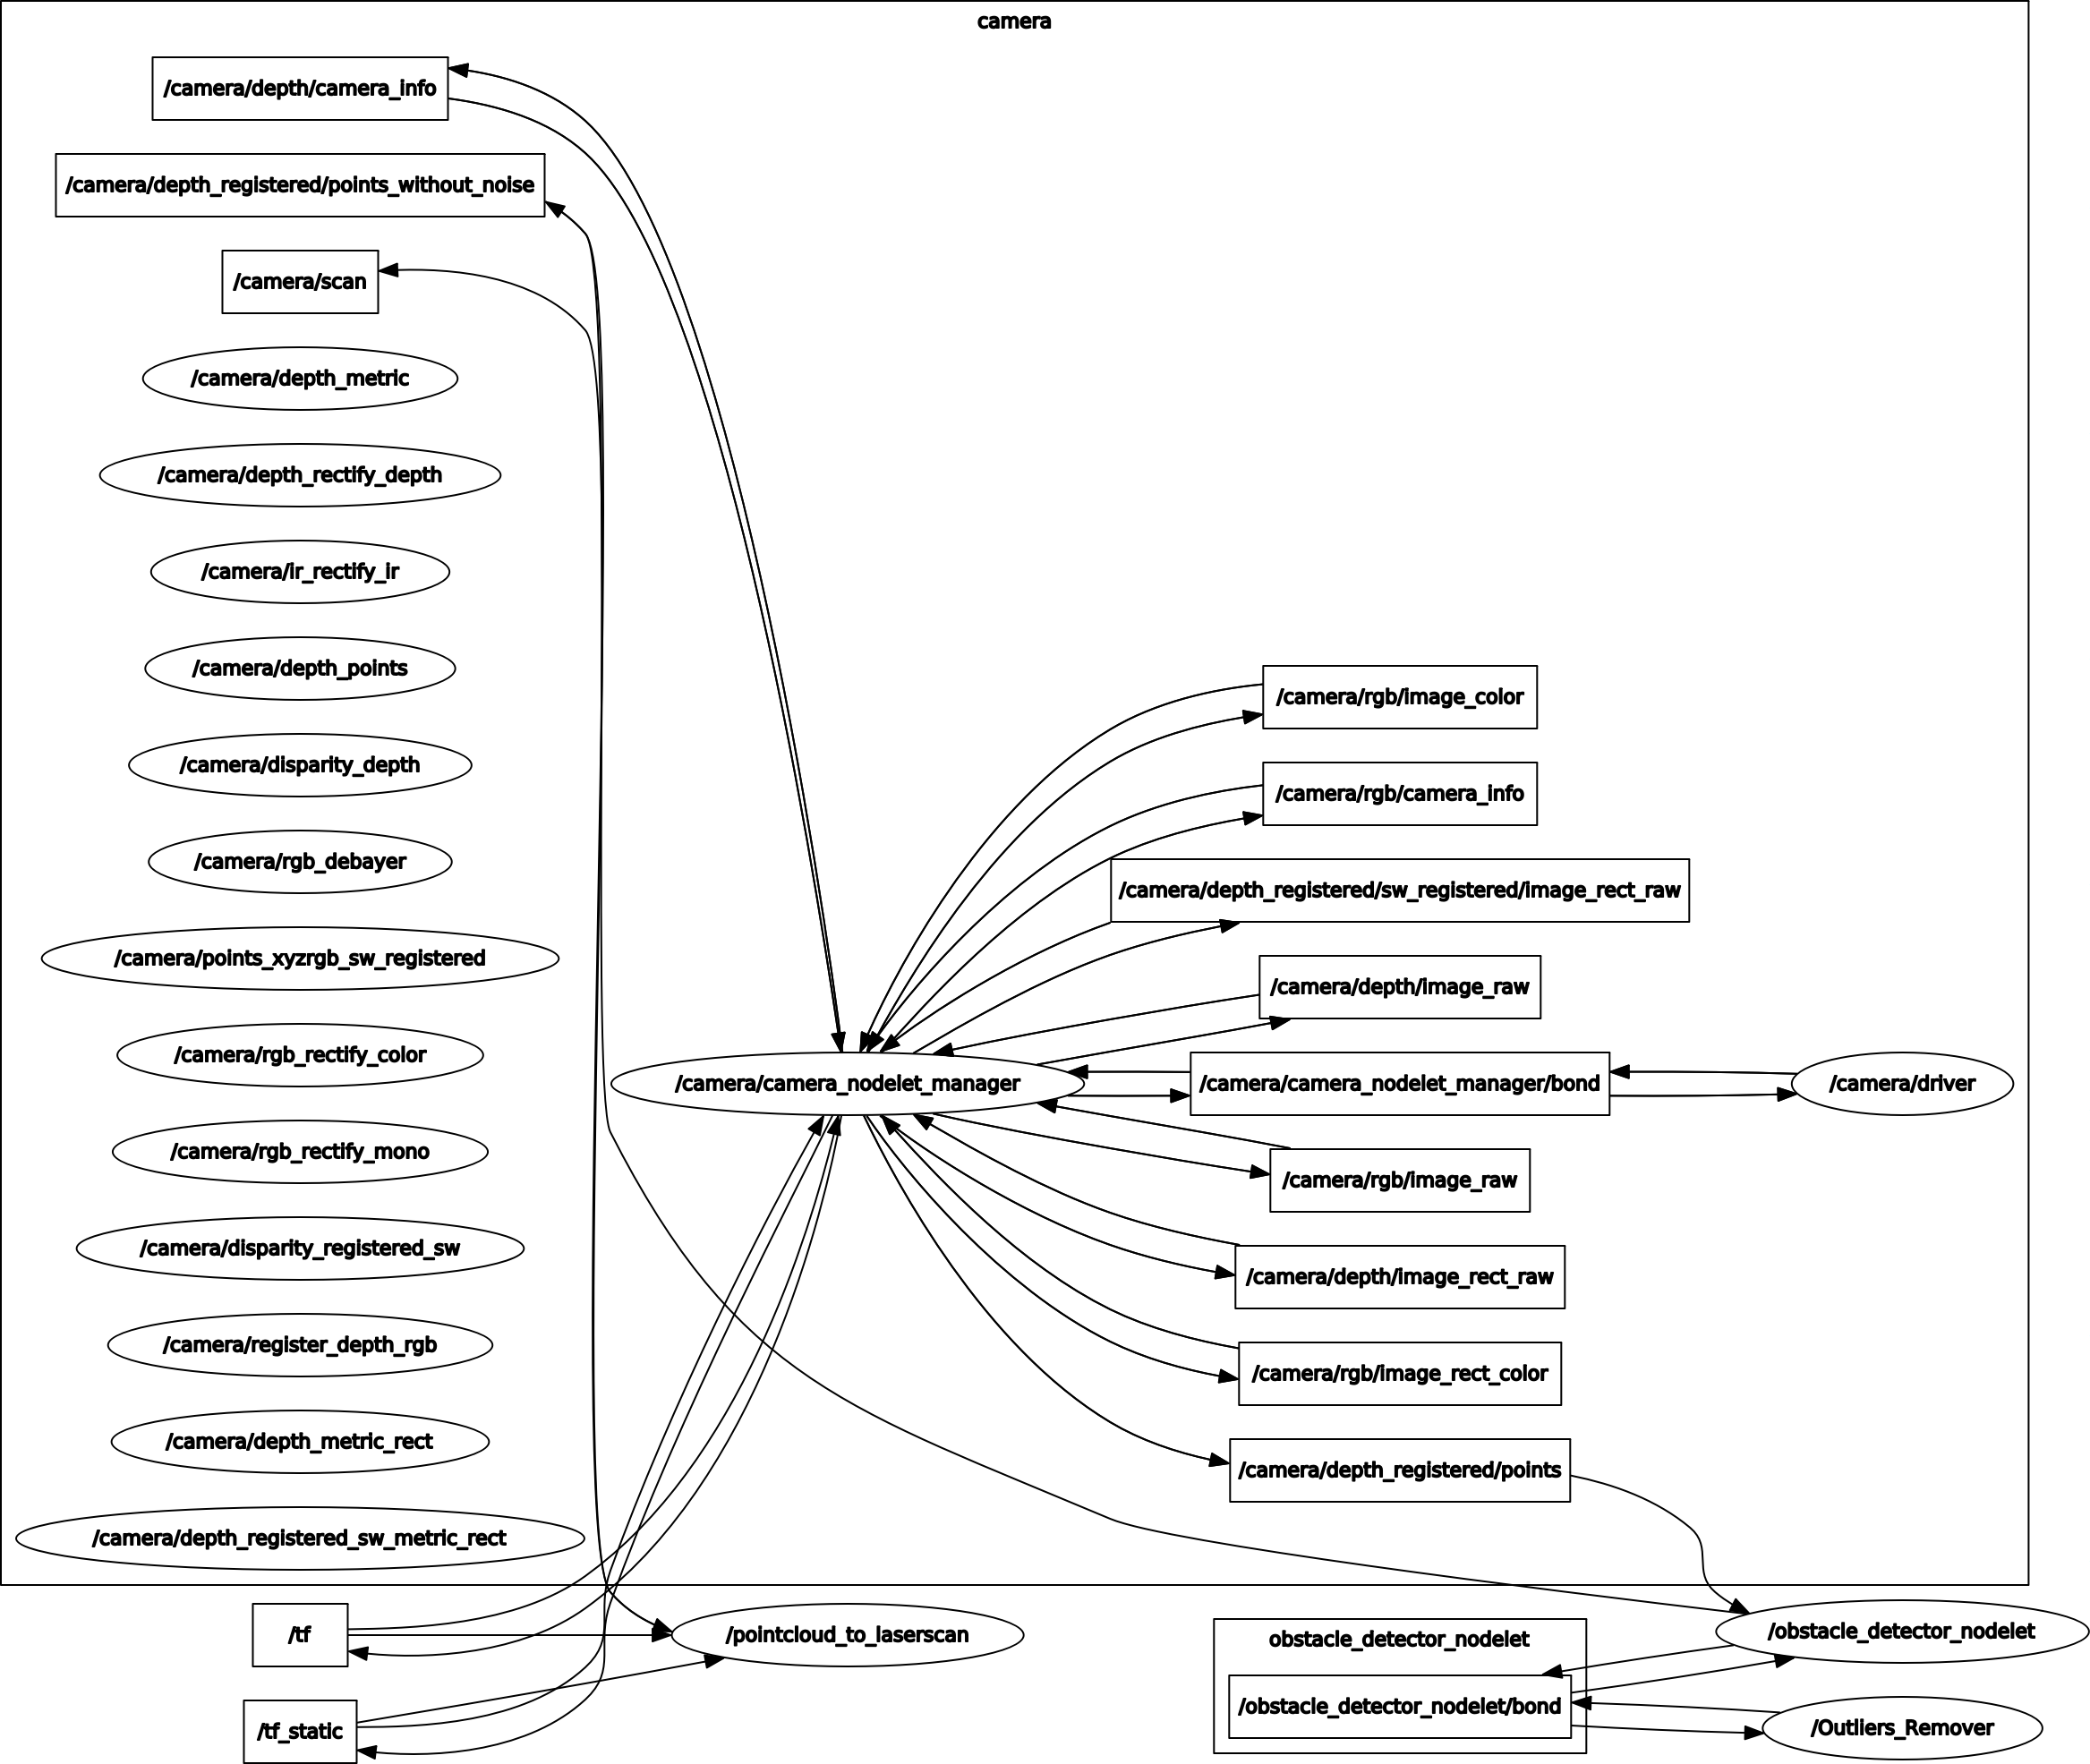 camera
/camera/depth/camera_info
/camera/depth_registered/points_without_noise
/camera/scan
/camera/depth_metric
/camera/depth_rectify_depth
/camera/ir_rectify_ir
/camera/depth_points
/camera/disparity_depth
/camera/rgb_debayer
/camera/points_xyzrgb_sw_registered
/camera/rgb_rectify_color
/camera/rgb_rectify_mono
/camera/disparity_registered_sw
/camera/register_depth_rgb
/camera/depth_metric_rect
/camera/depth_registered_sw_metric_rect
/tf
/tf_static
/camera/camera_nodelet_manager
/pointcloud_to_laserscan
/camera/rgb/image_color
/camera/rgb/camera_info
/camera/depth_registered/sw_registered/image_rect_raw
/camera/depth/image_raw
/camera/camera_nodelet_manager/bond
/camera/rgb/image_raw
/camera/depth/image_rect_raw
/camera/rgb/image_rect_color
/camera/depth_registered/points
obstacle_detector_nodelet
/obstacle_detector_nodelet/bond
/camera/driver
/obstacle_detector_nodelet
/Outliers_Remover